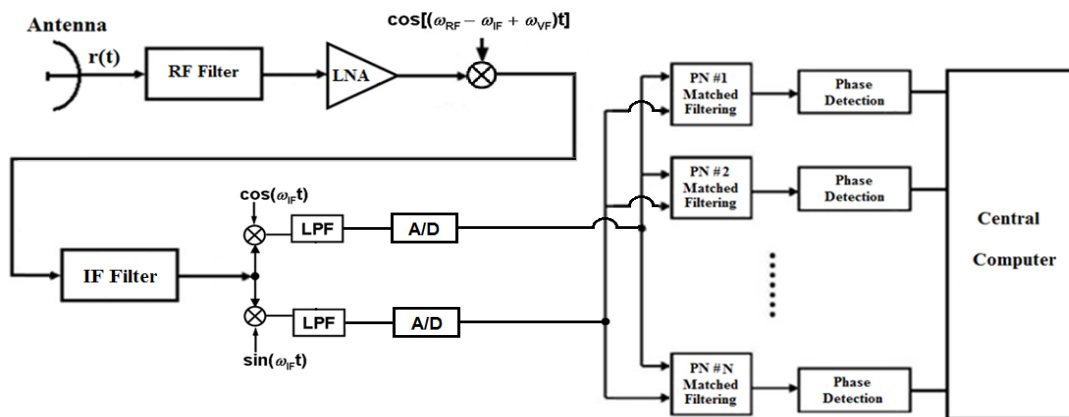 cos[(ωRF − ωIF + ωVF)t]
Antenna
r(t)
RF Filter
LNA
PN #1
Matched
Filtering
Phase
Detection
PN #2
Matched
Filtering
Phase
Detection
cos(ωIFt)
LPF
A/D
IF Filter
LPF
A/D
sin(ωIFt)
Central
Computer
PN #N
Matched
Filtering
Phase
Detection